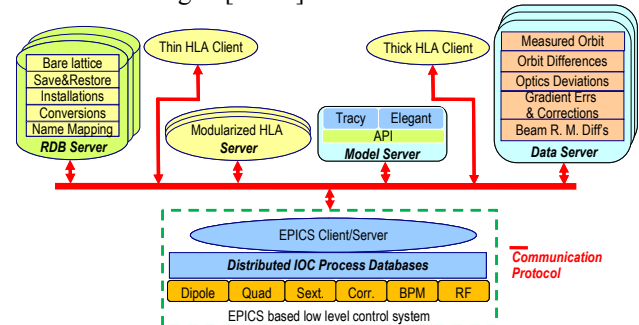 Thin HLA Client
Thick HLA Client
Bare lattice
Save&Restore
Installations
Conversions
Name Mapping
RDB Server
Modularized HLA
Server
Tracy
Elegant
API
Model Server
Measured Orbit
Orbit Differences
Optics Deviations
Gradient Errs
& Corrections
Beam R. M. Diff's
Data Server
EPICS Client/Server
Distributed IOC Process Databases
Dipole
Quad
Sext.
Corr.
BPM
RF
EPICS based low level control system
Communication
Protocol